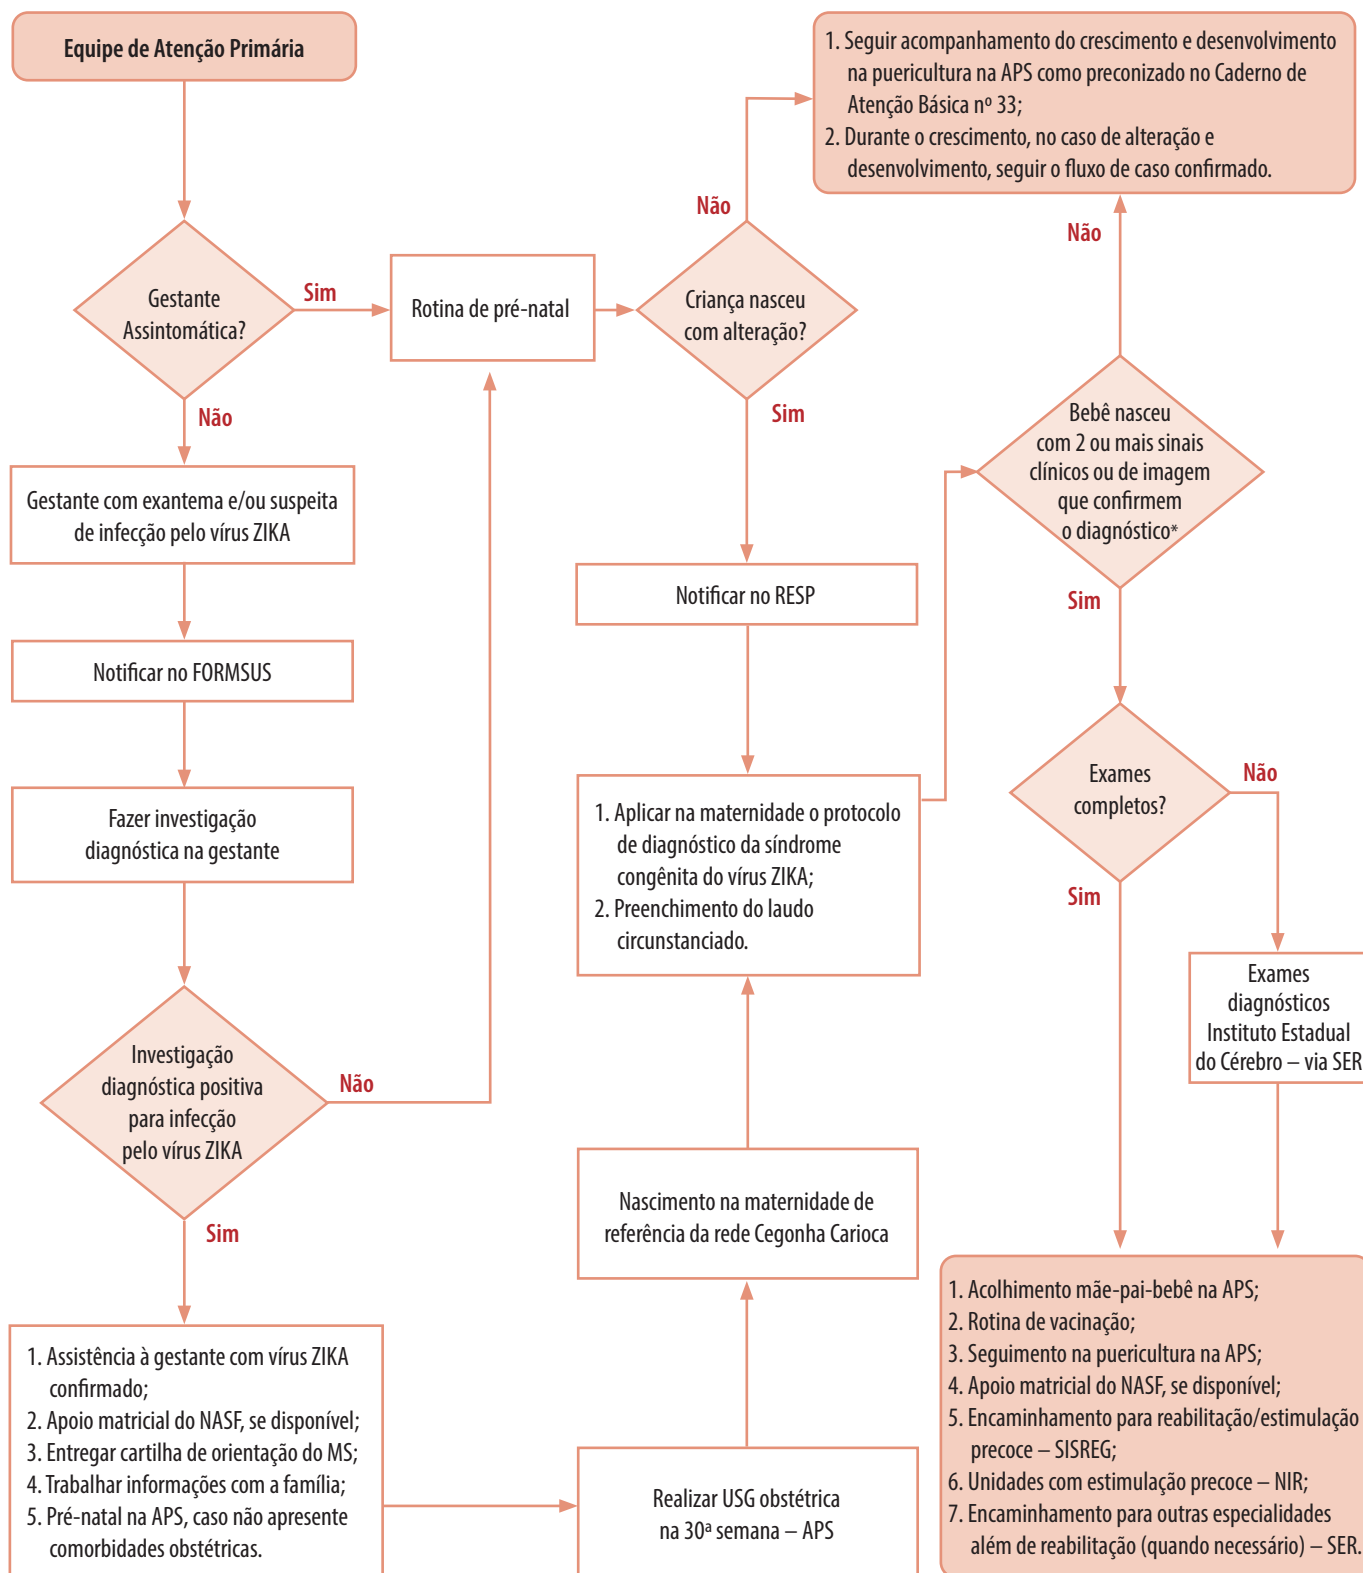 Equipe de Atenção Primária
Gestante
Assintomática?
Sim
Não
Rotina de pré-natal
Gestante com exantema e/ou suspeita
de infecção pelo vírus ZIKA
Notificar no FORMSUS
Fazer investigação
diagnóstica na gestante
Investigação
diagnóstica positiva
para infecção
pelo vírus ZIKA
Não
Sim
1. Assistência à gestante com vírus ZIKA
confirmado;
2. Apoio matricial do NASF, se disponível;
3. Entregar cartilha de orientação do MS;
4. Trabalhar informações com a família;
5. Pré-natal na APS, caso não apresente
comorbidades obstétricas.
Realizar USG obstétrica
na 30ª semana – APS
Nascimento na maternidade de
referência da rede Cegonha Carioca
Criança nasceu
com alteração?
Não
Sim
Notificar no RESP
1. Aplicar na maternidade o protocolo
de diagnóstico da síndrome
congênita do vírus ZIKA;
2. Preenchimento do laudo
circunstanciado.
1. Seguir acompanhamento do crescimento e desenvolvimento
na puericultura na APS como preconizado no Caderno de
Atenção Básica nº 33;
2. Durante o crescimento, no caso de alteração e
desenvolvimento, seguir o fluxo de caso confirmado.
Não
Bebê nasceu
com 2 ou mais sinais
clínicos ou de imagem
que confirmem
o diagnóstico*
Sim
Exames
completos?
Não
Sim
Exames
diagnósticos
Instituto Estadual
do Cérebro – via SER
1. Acolhimento mãe-pai-bebê na APS;
2. Rotina de vacinação;
3. Seguimento na puericultura na APS;
4. Apoio matricial do NASF, se disponível;
5. Encaminhamento para reabilitação/estimulação
precoce – SISREG;
6. Unidades com estimulação precoce – NIR;
7. Encaminhamento para outras especialidades
além de reabilitação (quando necessário) – SER.